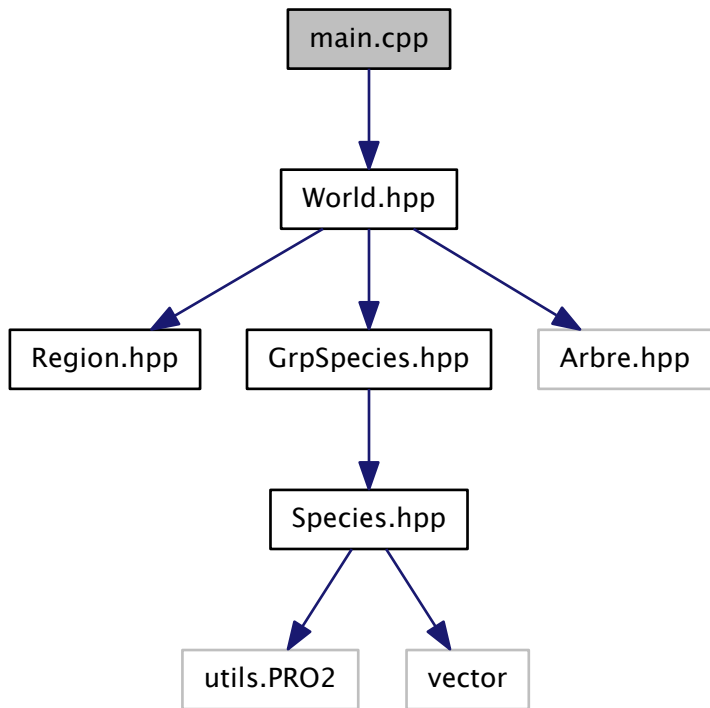 main.cpp
World.hpp
Region.hpp
GrpSpecies.hpp
Arbre.hpp
Species.hpp
utils.PRO2
vector